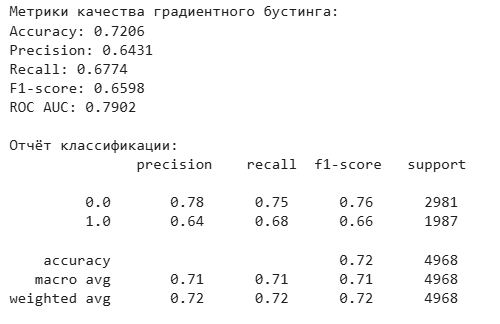 Метрики качества градиентного бустинга:
Accuracy: 0.7206
Precision: 0.6431
Recall: 0.6774
F1-score: 0.6598
ROC AUC: 0.7902
Отчёт классификации:
precision recall f1-score support
0.0 0.78 0.75 0.76 2981
1.0 0.64 0.68 0.66 1987
accuracy 0.72 4968
macro avg 0.71 0.71 0.71 4968
weighted avg 0.72 0.72 0.72 4968